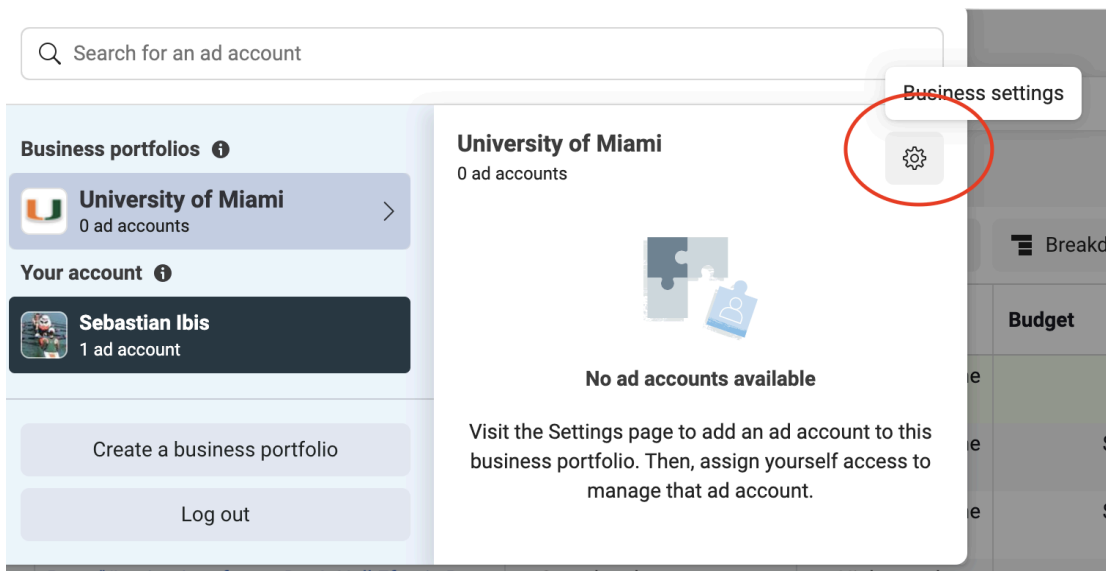 Search for an ad account
Business settings
Business portfolios
University of Miami
0 ad accounts
Your account
Sebastian Ibis
1 ad account
Create a business portfolio
Log out
University of Miami
0 ad accounts
No ad accounts available
Visit the Settings page to add an ad account to this
business portfolio. Then, assign yourself access to
manage that ad account.
Budget